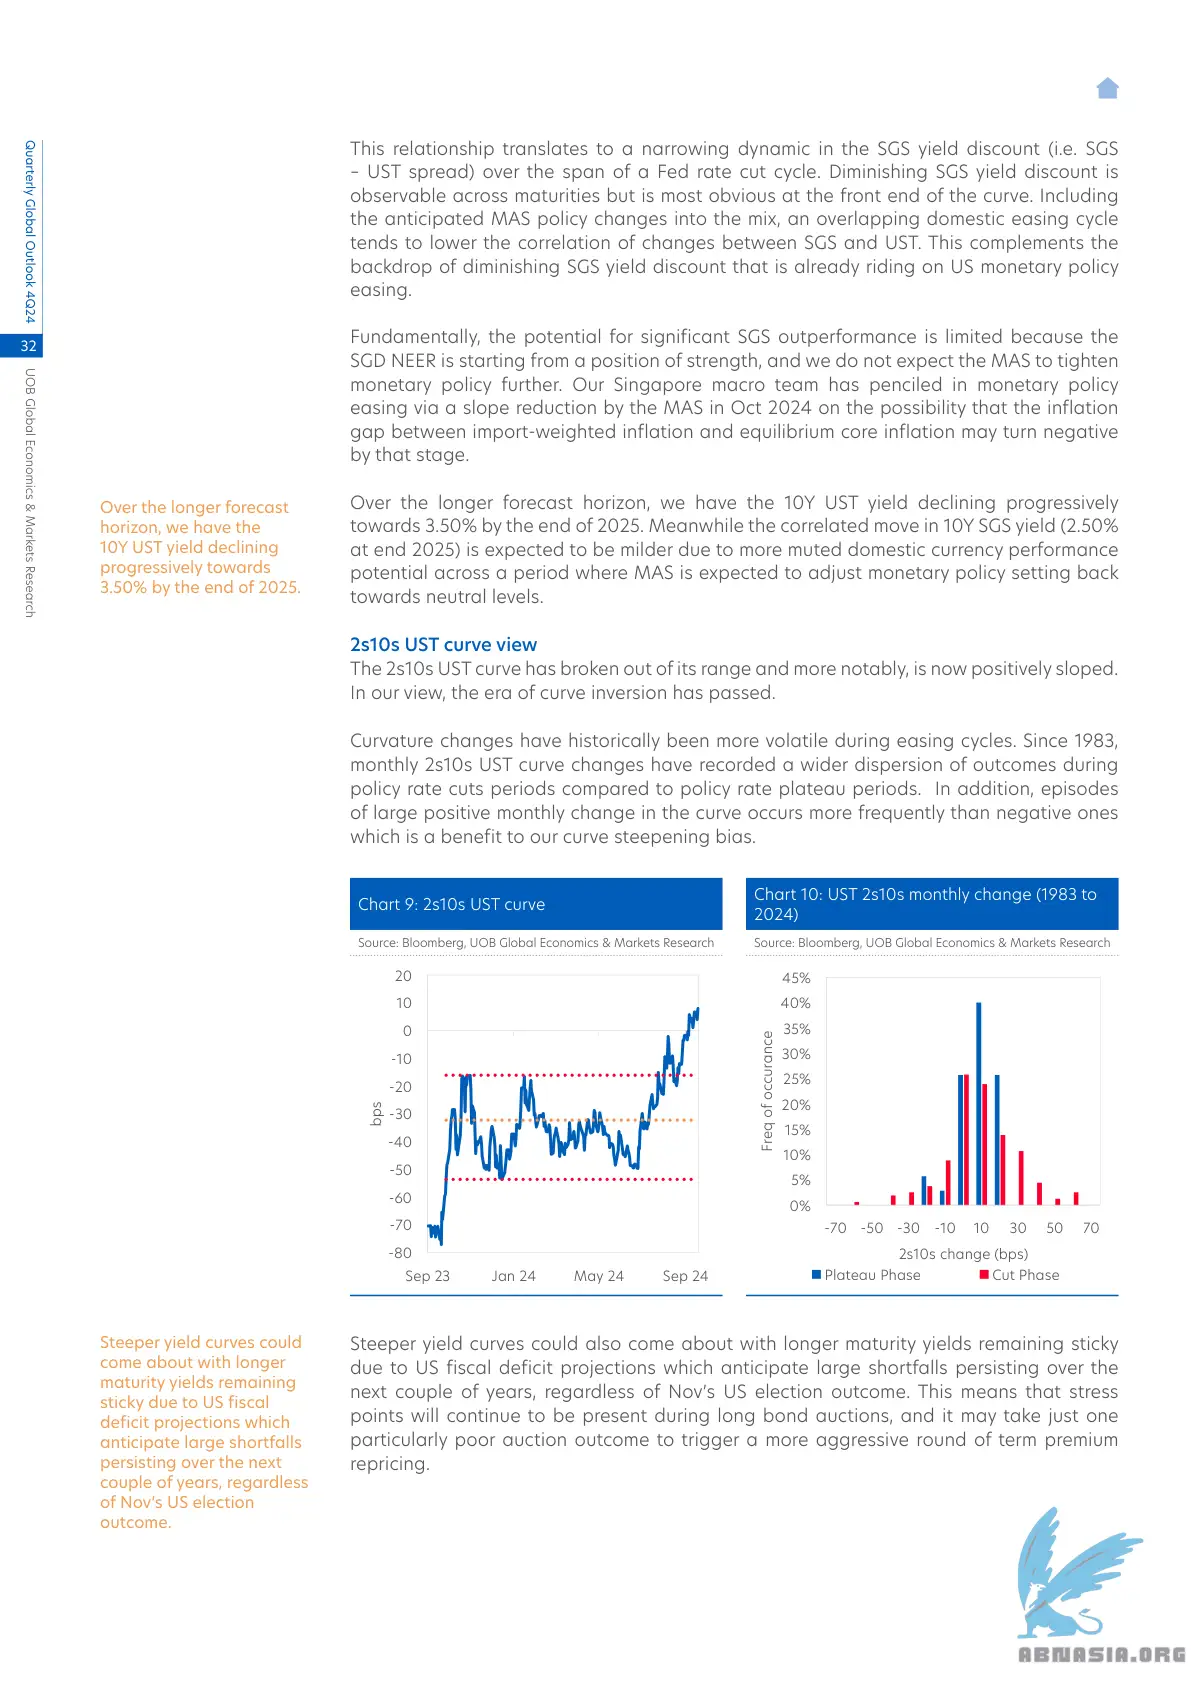 Quarterly Global Outlook 4Q24
32
UOB Global Economics & Markets Research
This relationship translates to a narrowing dynamic in the SGS yield discount (i.e. SGS
– UST spread) over the span of a Fed rate cut cycle. Diminishing SGS yield discount is
observable across maturities but is most obvious at the front end of the curve. Including
the anticipated MAS policy changes into the mix, an overlapping domestic easing cycle
tends to lower the correlation of changes between SGS and UST. This complements the
backdrop of diminishing SGS yield discount that is already riding on US monetary policy
easing.
Fundamentally, the potential for significant SGS outperformance is limited because the
SGD NEER is starting from a position of strength, and we do not expect the MAS to tighten
monetary policy further. Our Singapore macro team has penciled in monetary policy
easing via a slope reduction by the MAS in Oct 2024 on the possibility that the inflation
gap between import-weighted inflation and equilibrium core inflation may turn negative
by that stage.
Over the longer forecast
horizon, we have the
10Y UST yield declining
progressively towards
3.50% by the end of 2025.
Over the longer forecast horizon, we have the 10Y UST yield declining progressively
towards 3.50% by the end of 2025. Meanwhile the correlated move in 10Y SGS yield (2.50%
at end 2025) is expected to be milder due to more muted domestic currency performance
potential across a period where MAS is expected to adjust monetary policy setting back
towards neutral levels.
2s10s UST curve view
The 2s10s UST curve has broken out of its range and more notably, is now positively sloped.
In our view, the era of curve inversion has passed.
Curvature changes have historically been more volatile during easing cycles. Since 1983,
monthly 2s10s UST curve changes have recorded a wider dispersion of outcomes during
policy rate cuts periods compared to policy rate plateau periods. In addition, episodes
of large positive monthly change in the curve occurs more frequently than negative ones
which is a benefit to our curve steepening bias.
Chart 9: 2s10s UST curve
Source: Bloomberg, UOB Global Economics & Markets Research
20
10
0
-10
-20
-30
-40
-50
-60
-70
-80
bps
Sep 23 Jan 24 May 24 Sep 24
Chart 10: UST 2s10s monthly change (1983 to
2024)
Source: Bloomberg, UOB Global Economics & Markets Research
45%
40%
35%
30%
25%
20%
15%
10%
5%
0%
Freq of occurance
-70 -50 -30 -10 10 30 50 70
2s10s change (bps)
Plateau Phase Cut Phase
Steeper yield curves could
come about with longer
maturity yields remaining
sticky due to US fiscal
deficit projections which
anticipate large shortfalls
persisting over the next
couple of years, regardless
of Nov's US election
outcome.
Steeper yield curves could also come about with longer maturity yields remaining sticky
due to US fiscal deficit projections which anticipate large shortfalls persisting over the
next couple of years, regardless of Nov's US election outcome. This means that stress
points will continue to be present during long bond auctions, and it may take just one
particularly poor auction outcome to trigger a more aggressive round of term premium
repricing.
ABNASIA.ORG